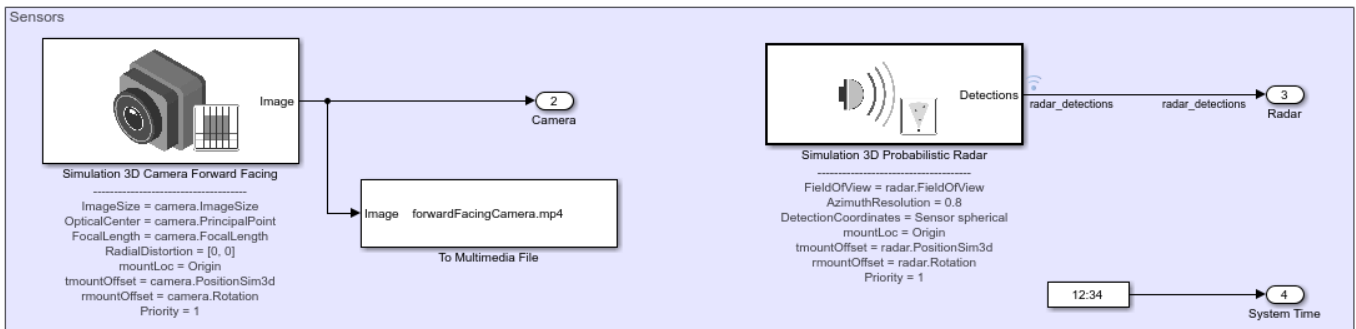 Sensors
Image
2
Camera
Simulation 3D Camera Forward Facing
--------------------------------------
ImageSize = camera.ImageSize
OpticalCenter = camera.PrincipalPoint
FocalLength = camera.FocalLength
RadialDistortion = [0, 0]
mountLoc = Origin
tmountOffset = camera.PositionSim3d
rmountOffset = camera.Rotation
Priority = 1
Image forwardFacingCamera.mp4
To Multimedia File
Detections
radar_detections radar_detections
3
Radar
Simulation 3D Probabilistic Radar
--------------------------------------
FieldOfView = radar.FieldOfView
AzimuthResolution = 0.8
DetectionCoordinates = Sensor spherical
mountLoc = Origin
tmountOffset = radar.PositionSim3d
rmountOffset = radar.Rotation
Priority = 1
12:34
4
System Time